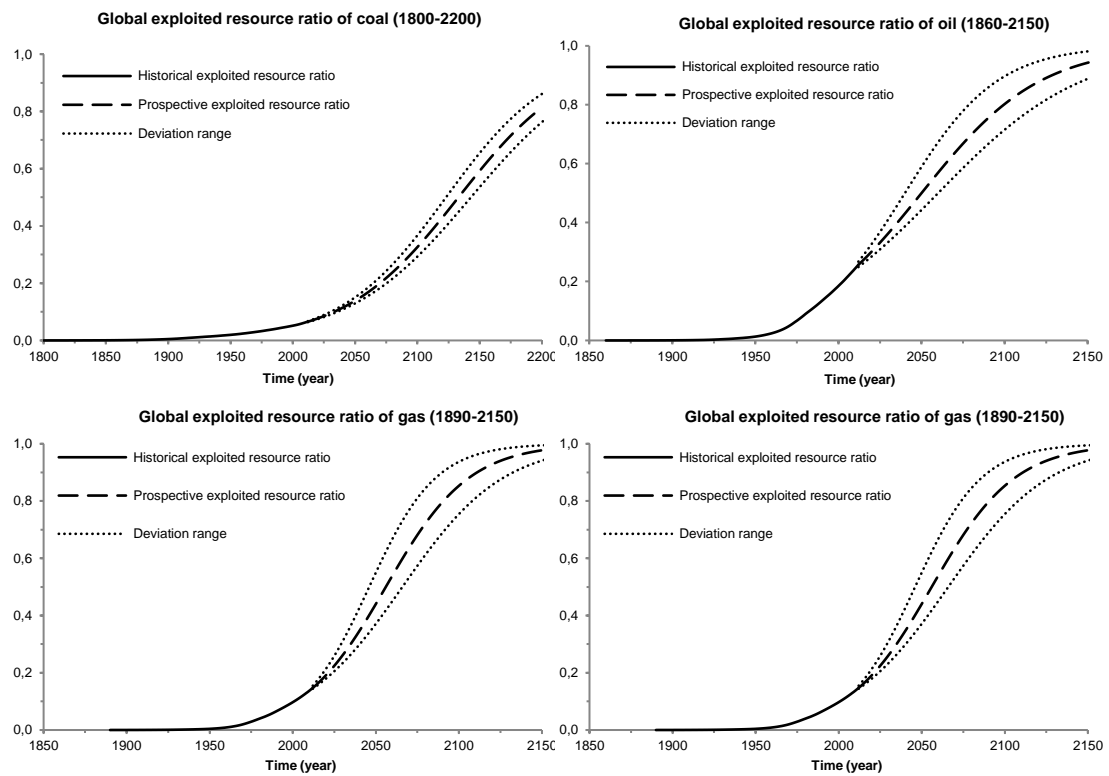 Global exploited resource ratio of coal (1800-2200)
1,0
Historical exploited resource ratio
0,8
Prospective exploited resource ratio
Deviation range
0,6
0,4
0,2
0,0
1800 1850 1900 1950 2000 2050 2100 2150 2200
Time (year)
Global exploited resource ratio of oil (1860-2150)
1,0
Historical exploited resource ratio
Prospective exploited resource ratio
0,8
Deviation range
0,6
0,4
0,2
0,0
1850 1900 1950 2000 2050 2100 2150
Time (year)
Global exploited resource ratio of gas (1890-2150)
1,0
Historical exploited resource ratio
0,8
Prospective exploited resource ratio
Deviation range
0,6
0,4
0,2
0,0
1850 1900 1950 2000 2050 2100 2150
Time (year)
Global exploited resource ratio of gas (1890-2150)
1,0
Historical exploited resource ratio
0,8
Prospective exploited resource ratio
Deviation range
0,6
0,4
0,2
0,0
1850 1900 1950 2000 2050 2100 2150
Time (year)